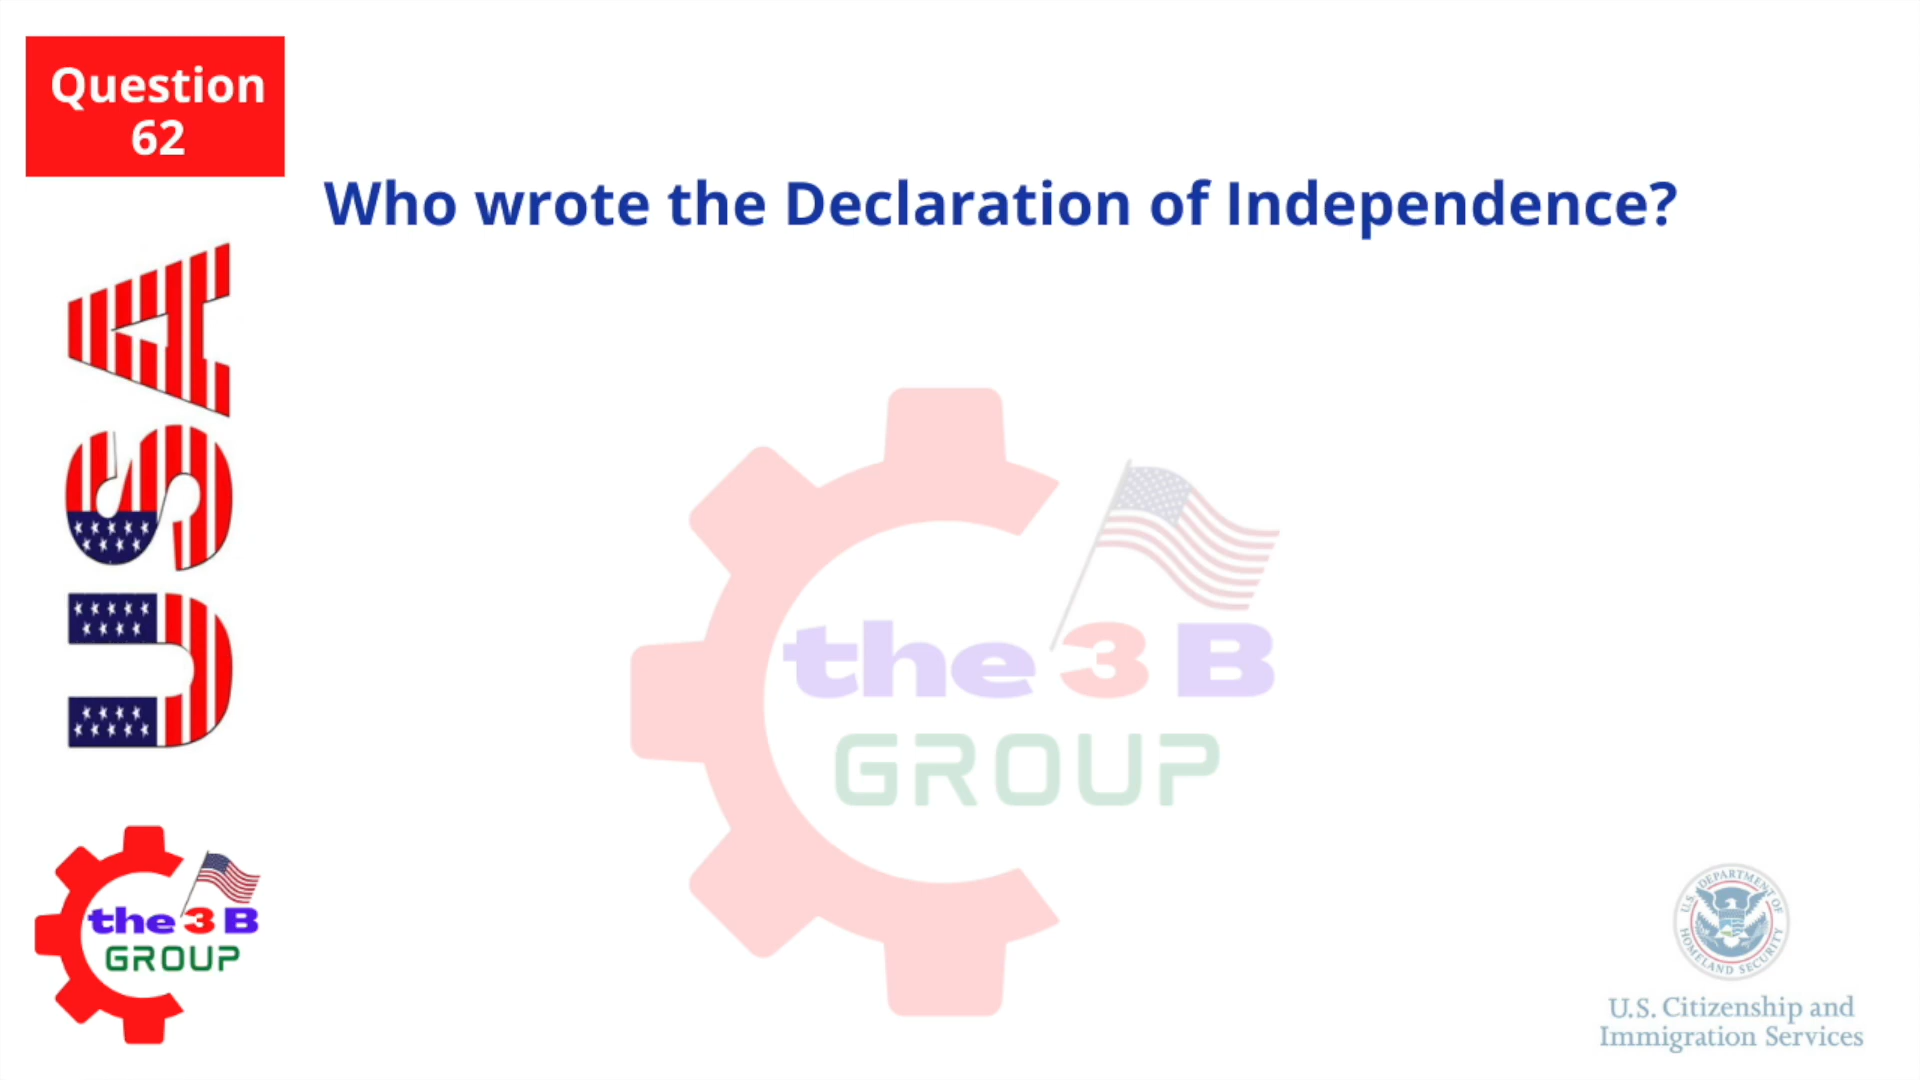 Question
62
Who wrote the Declaration of Independence?
USA
the 3 B
GROUP
the 3 B
GROUP
U.S. DEPARTMENT OF
HOMELAND SECURITY
U.S. Citizenship and
Immigration Services